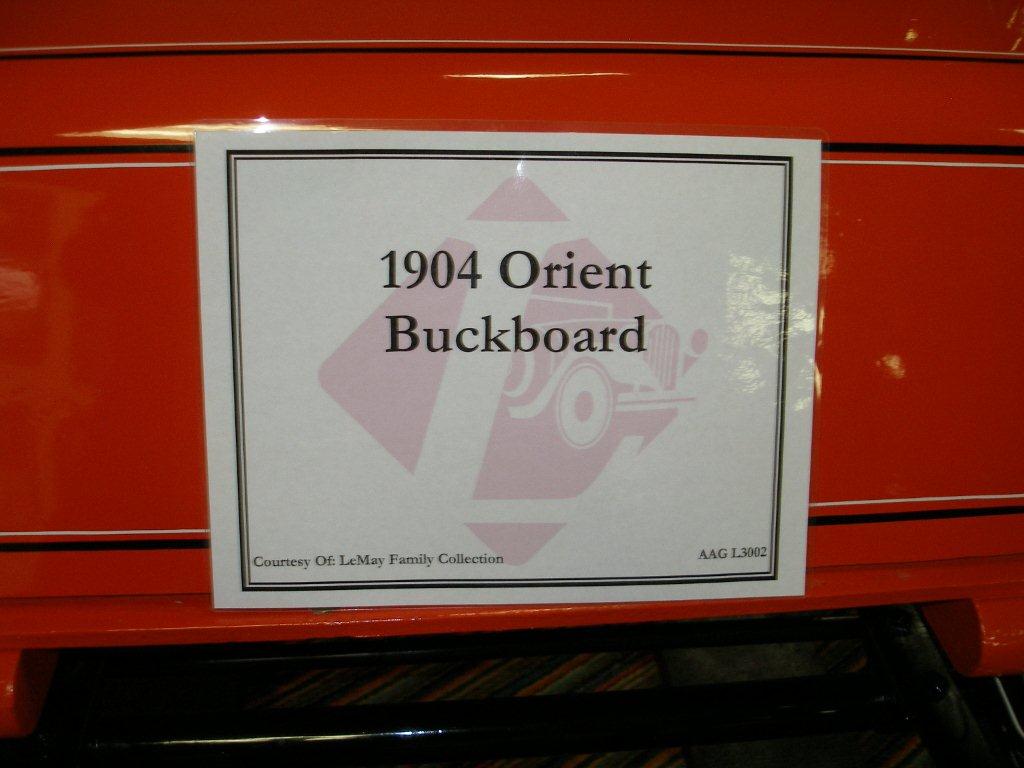 1904 Orient
Buckboard
Courtesy Of: LeMay Family Collection
AAG L3002